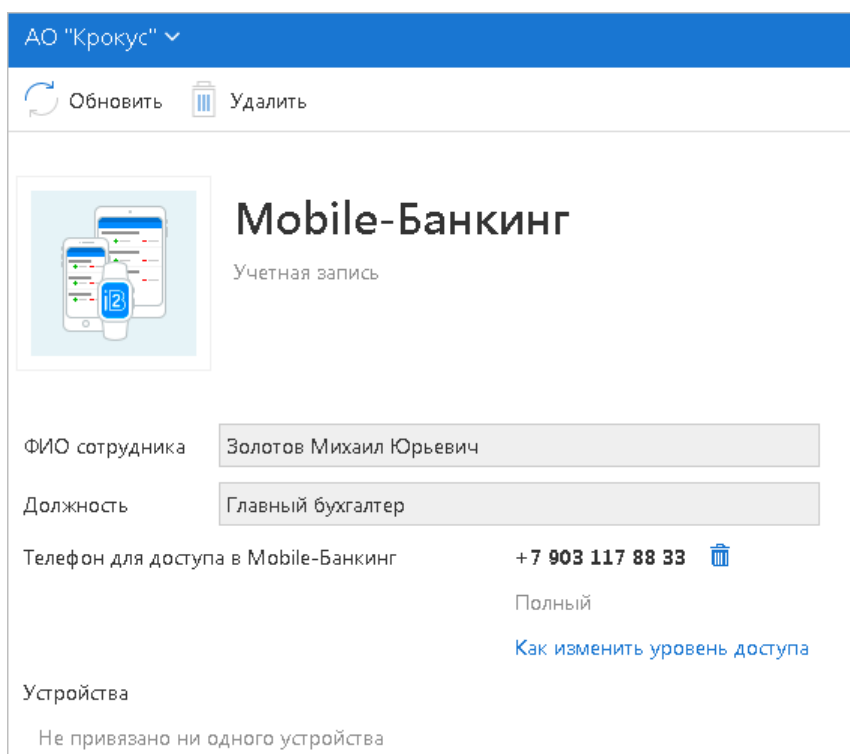 АО "Крокус"
Обновить Удалить
Mobile-Банкинг
Учетная запись
i2
ФИО сотрудника Золотов Михаил Юрьевич
Должность Главный бухгалтер
Телефон для доступа в Mobile-Банкинг +7 903 117 88 33
Полный
Как изменить уровень доступа
Устройства
Не привязано ни одного устройства